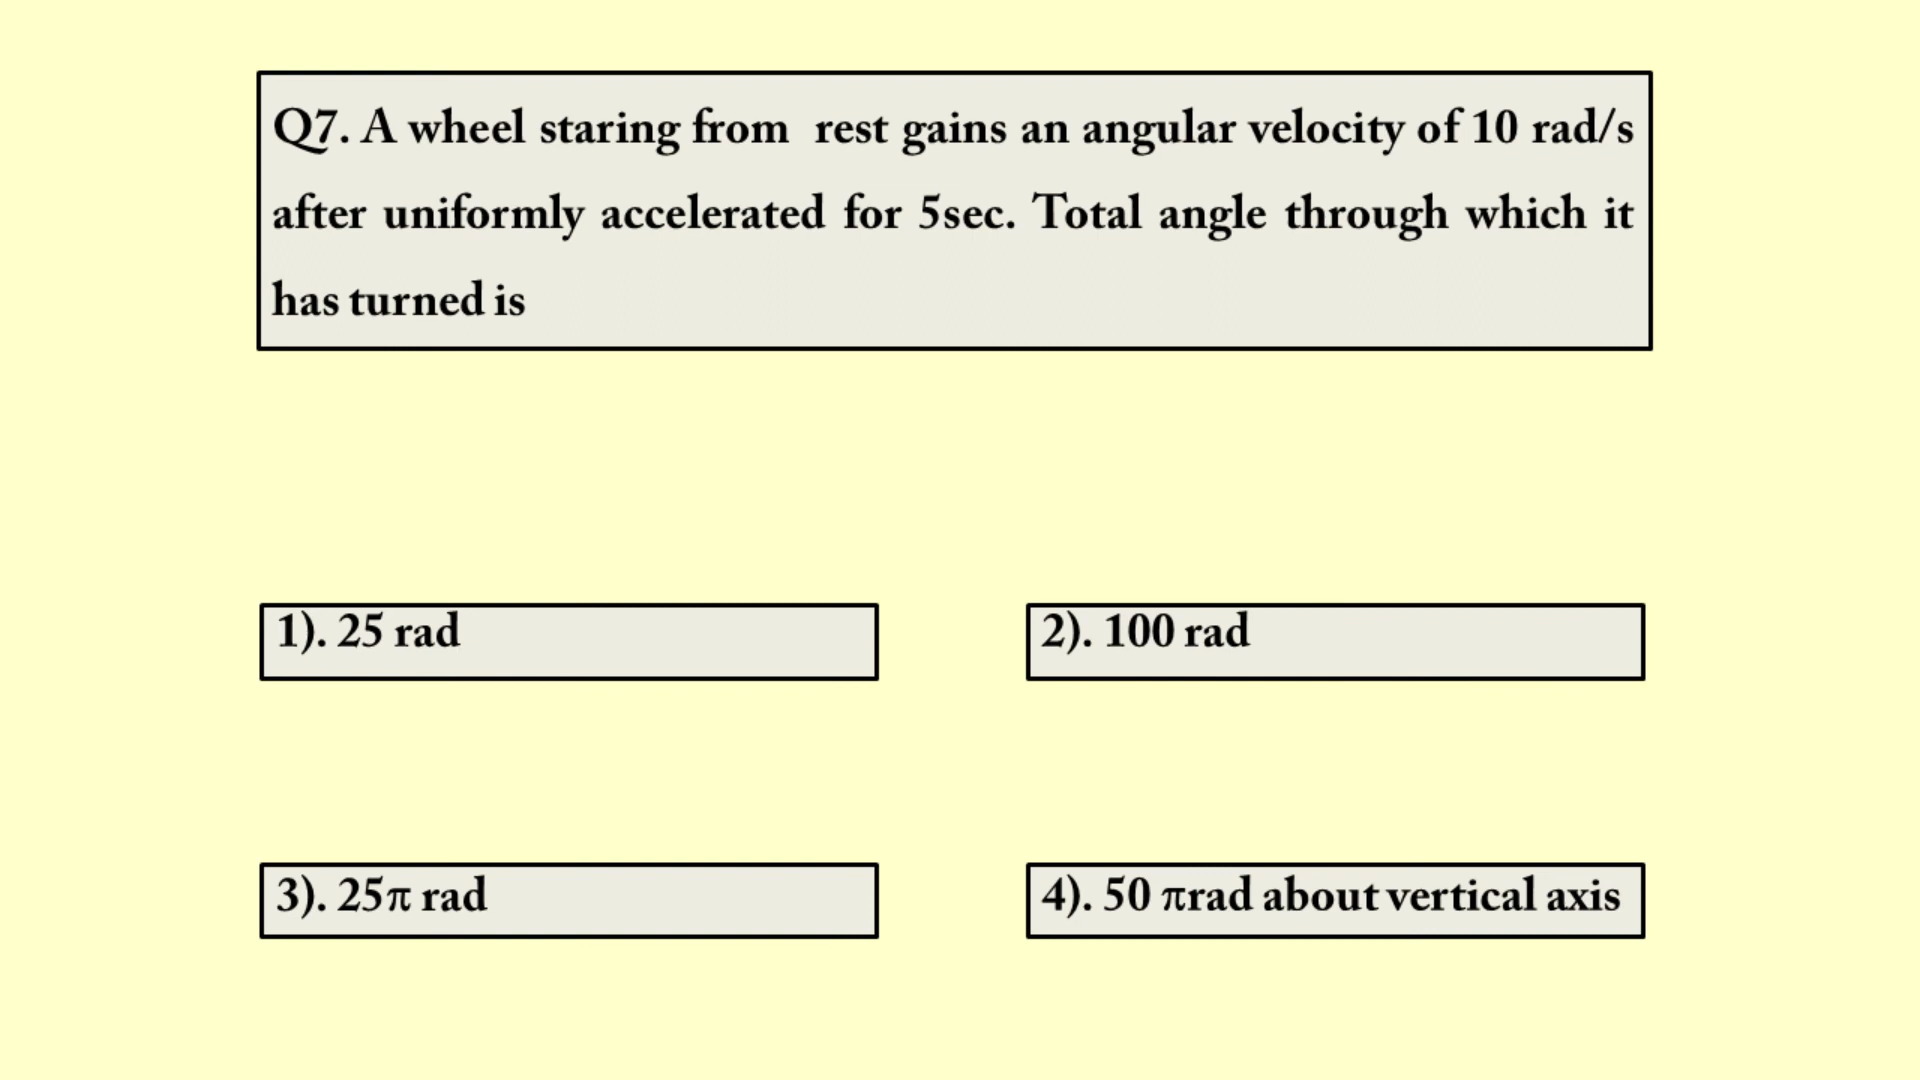 Q7. A wheel staring from rest gains an angular velocity of 10 rad/s
after uniformly accelerated for 5sec. Total angle through which it
has turned is
1). 25 rad
2). 100 rad
3). 25π rad
4). 50 πrad about vertical axis